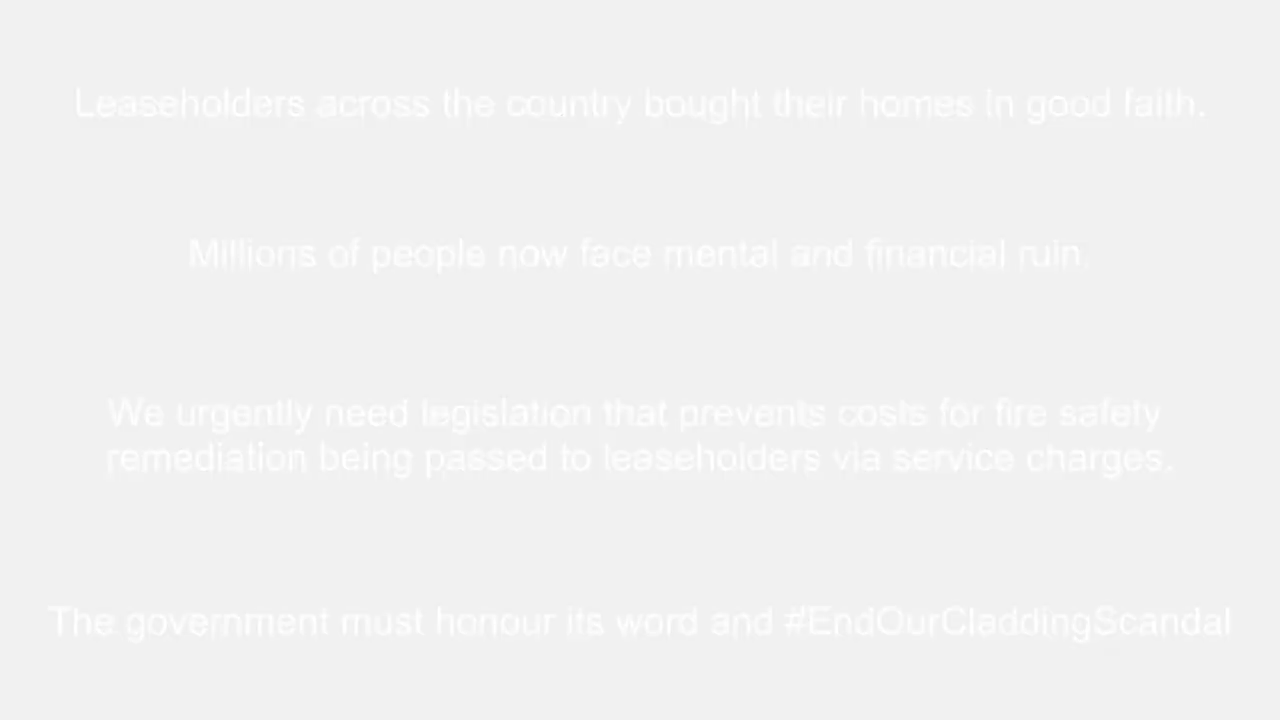 Leaseholders across the country bought their homes in good faith.
Millions of people now face mental and financial ruin.
We urgently need legislation that prevents costs for fire safety
remediation being passed to leaseholders via service charges.
The government must honour its word and #EndOurCladdingScandal